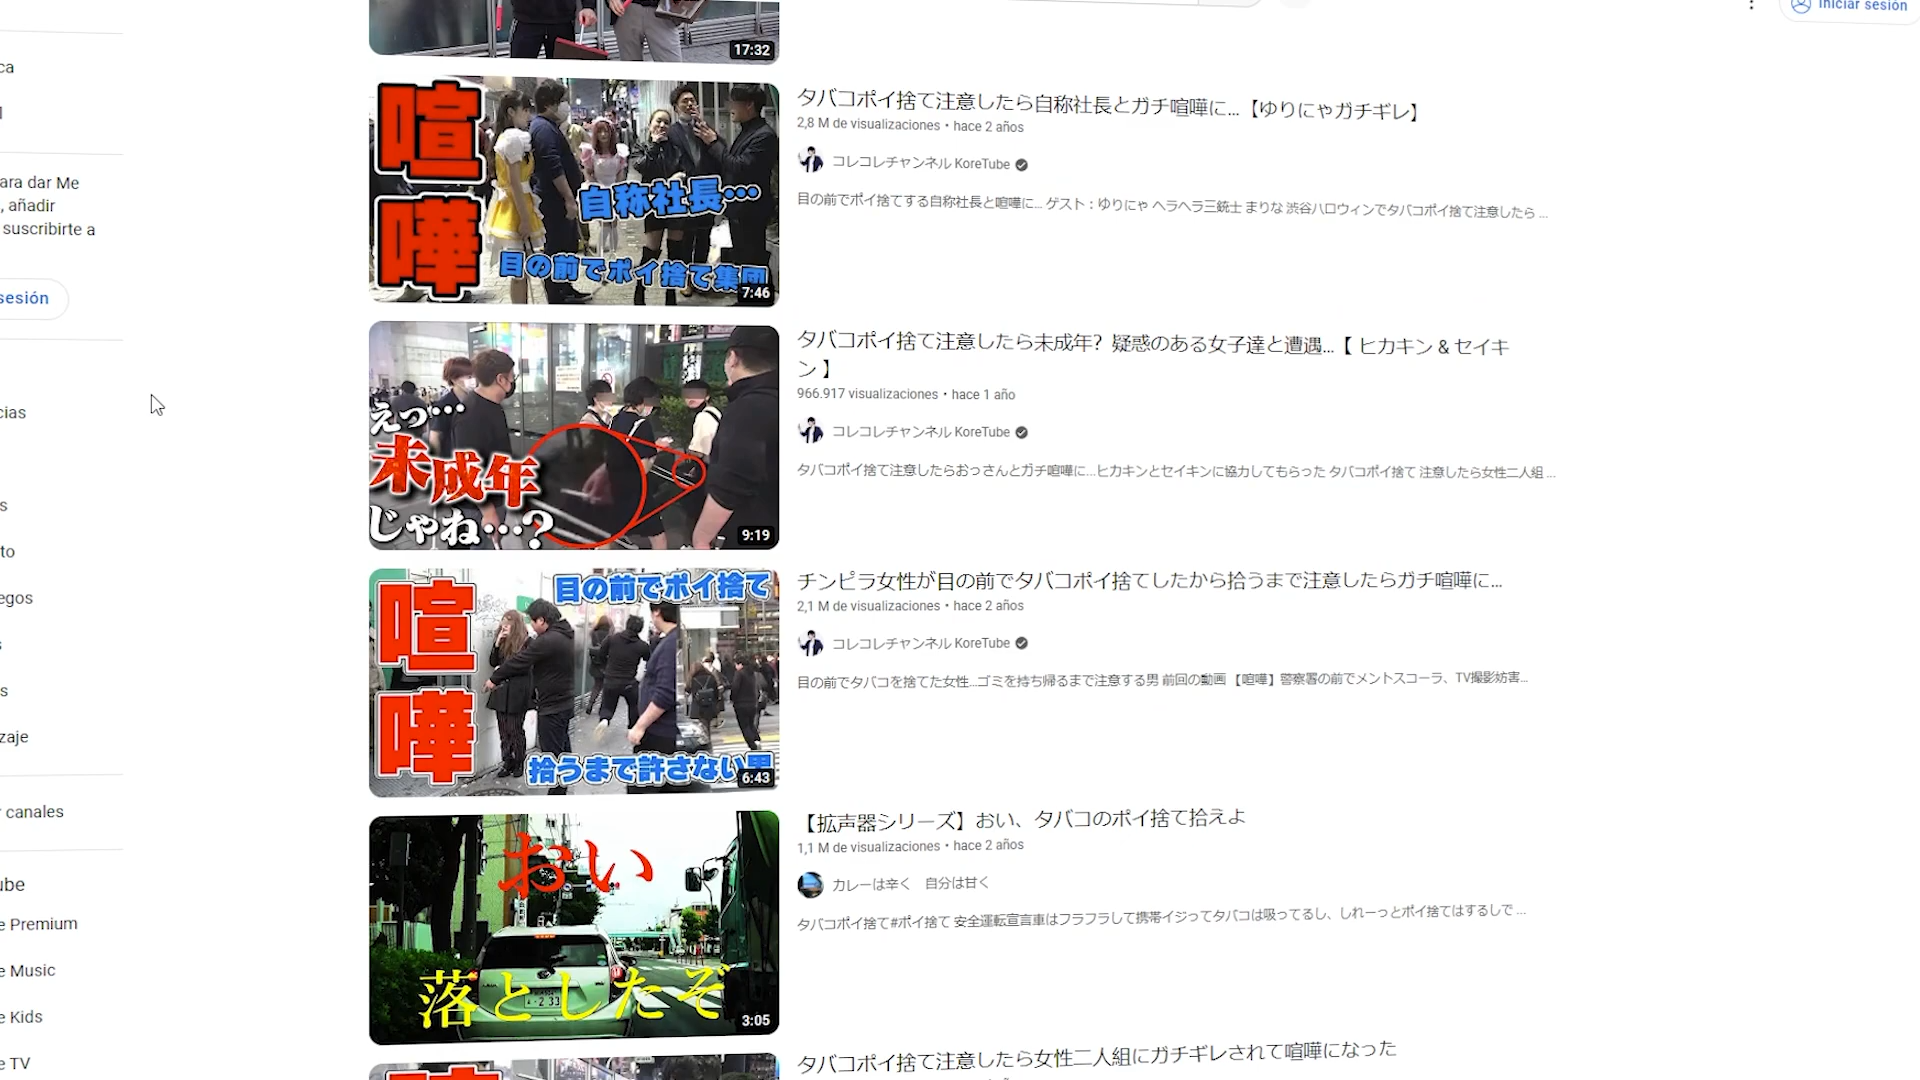 Iniciar sesión
ara dar Me
, añadir
suscribirte a
sesión
egos
canales
Premium
Music
Kids
TV
17:32
喧嘩
自称社長…
目の前でポイ捨て集団
7:46
タバコポイ捨て注意したら自称社長とガチ喧嘩に...【ゆりにゃガチギレ】
2,8 M de visualizaciones • hace 2 años
コレコレチャンネル KoreTube
目の前でポイ捨てする自称社長と喧嘩に... ゲスト：ゆりにゃ ヘラヘラ三銃士 まりな 渋谷ハロウィンでタバコポイ捨て注意したら ...
えっ…
未成年
じゃね…?
9:19
タバコポイ捨て注意したら未成年? 疑惑のある女子達と遭遇...【 ヒカキン & セイキ
ン 】
966.917 visualizaciones • hace 1 año
コレコレチャンネル KoreTube
タバコポイ捨て注意したらおっさんとガチ喧嘩に...ヒカキンとセイキンに協力してもらった タバコポイ捨て 注意したら女性二人組 ...
目の前でポイ捨て
喧嘩
拾うまで許さない男
6:43
チンピラ女性が目の前でタバコポイ捨てしたから拾うまで注意したらガチ喧嘩に...
2,1 M de visualizaciones • hace 2 años
コレコレチャンネル KoreTube
目の前でタバコを捨てた女性...ゴミを持ち帰るまで注意する男 前回の動画 【喧嘩】警察署の前でメントスコーラ、TV撮影妨害...
おい
落としたぞ
3:05
【拡声器シリーズ】おい、タバコのポイ捨て拾えよ
1,1 M de visualizaciones • hace 2 años
カレーは辛く　自分は甘く
タバコポイ捨て#ポイ捨て 安全運転宣言車はフラフラして携帯イジってタバコは吸ってるし、しれーっとポイ捨てはするしで ...
タバコポイ捨て注意したら女性二人組にガチギレされて喧嘩になった